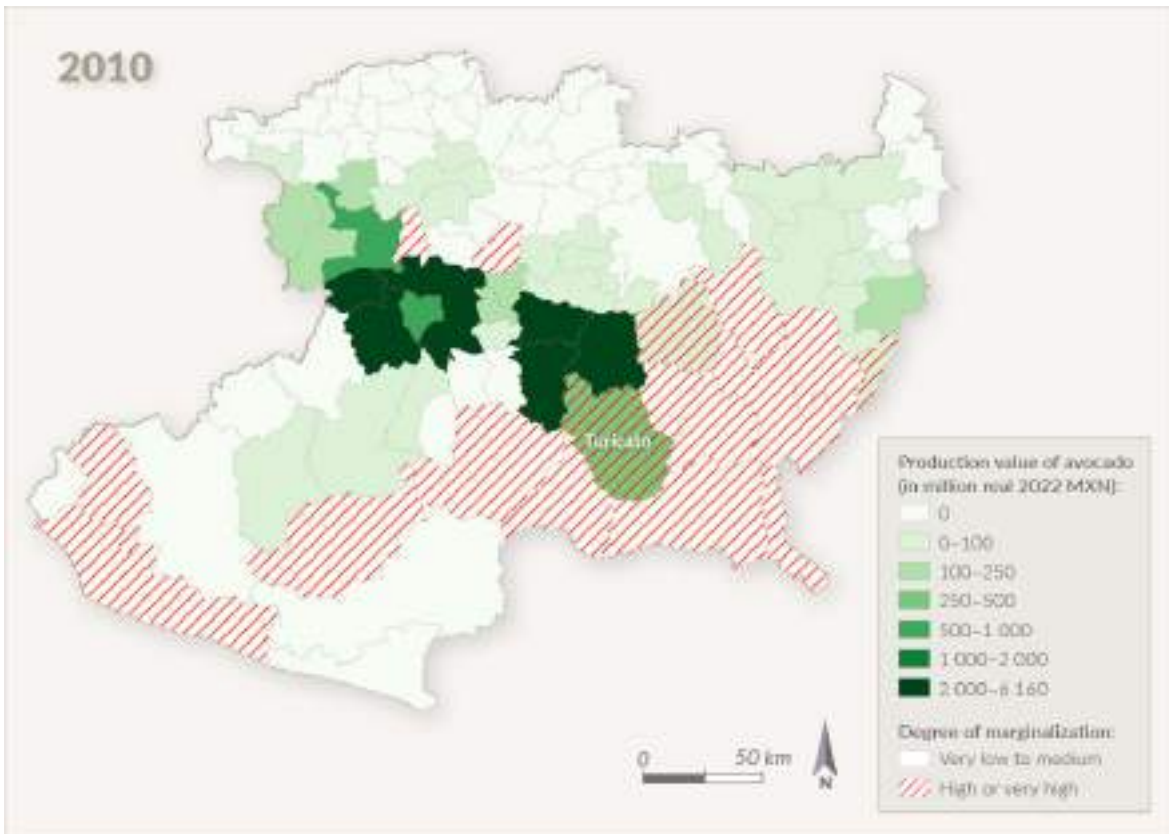 2010
Turicato
Production value of avocado
(in million real 2022 MXN):
0
0–100
100–250
250–500
500–1 000
1 000–2 000
2 000–6 160
Degree of marginalization:
Very low to medium
High or very high
0 50 km
N